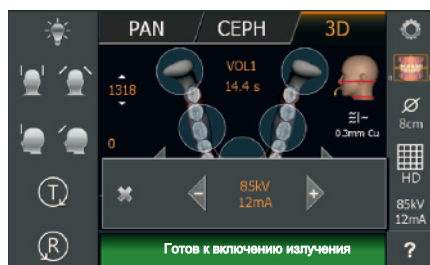 PAN CEPH 3D
VOL1
1318
14.4 s
0.3mm Cu
8cm
0
HD
85kV
12mA
85kV
12mA
T
R
Готов к включению излучения
?